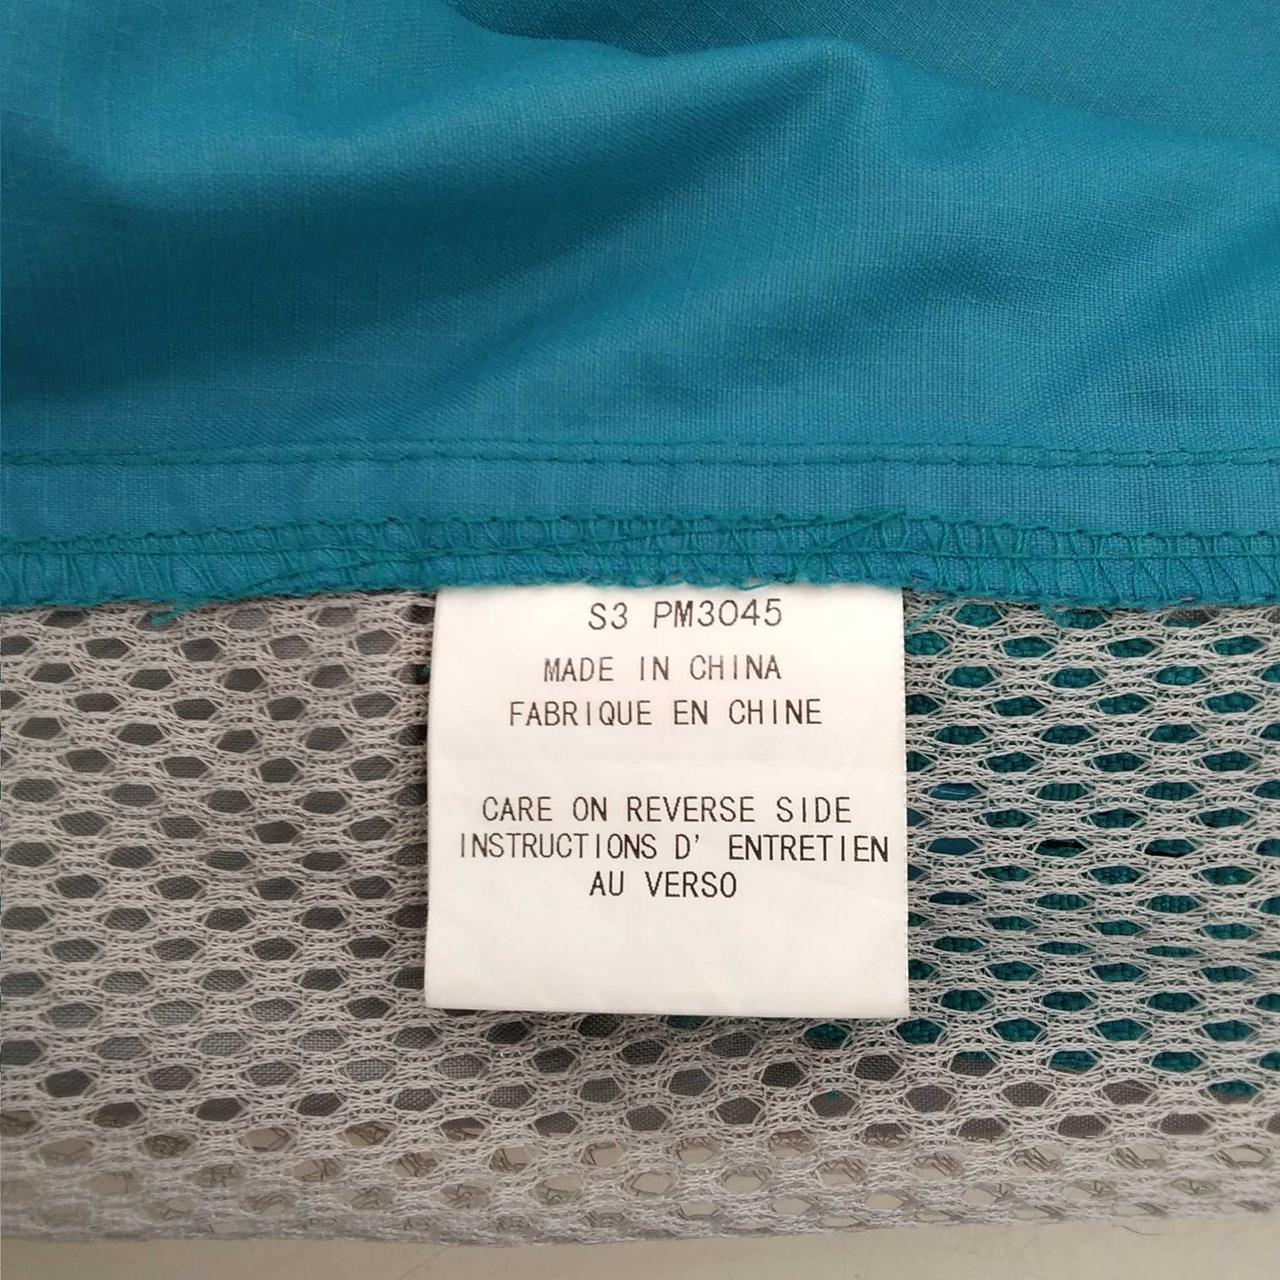 S3 PM3045
MADE IN CHINA
FABRIQUE EN CHINE
CARE ON REVERSE SIDE
INSTRUCTIONS D' ENTRETIEN
AU VERSO